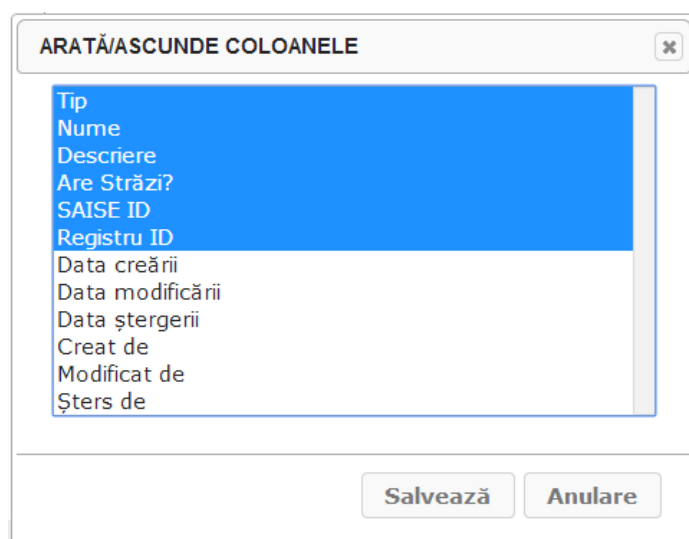 ARATĂ/ASCUNDE COLOANELE
Tip
Nume
Descriere
Are Străzi?
SAISE ID
Registru ID
Data creării
Data modificării
Data ștergerii
Creat de
Modificat de
Șters de
Salvează Anulare